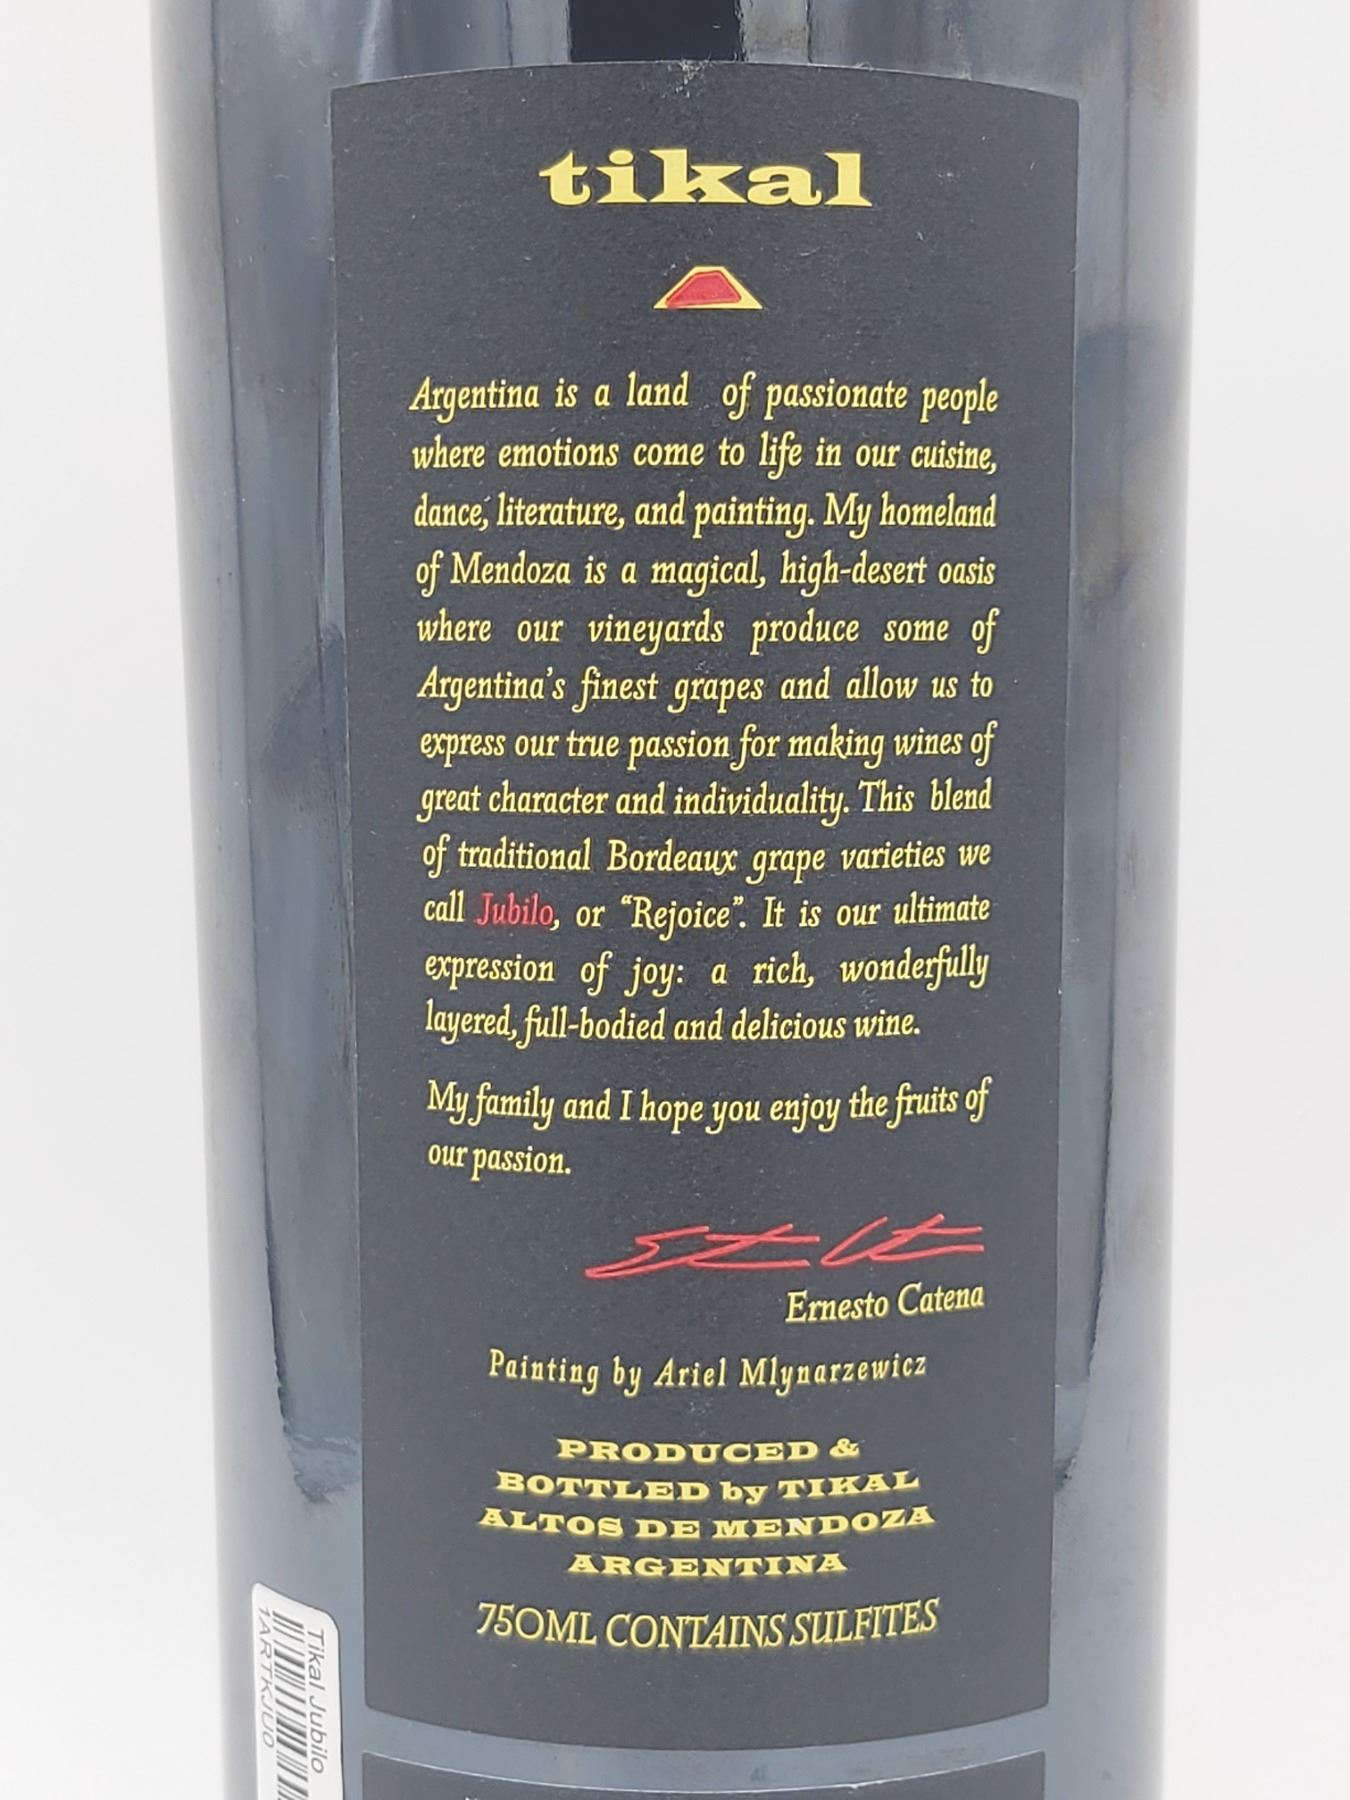 tikal
Argentina is a land of passionate people
where emotions come to life in our cuisine,
dance, literature, and painting. My homeland
of Mendoza is a magical, high-desert oasis
where our vineyards produce some of
Argentina's finest grapes and allow us to
express our true passion for making wines of
great character and individuality. This blend
of traditional Bordeaux grape varieties we
call Jubilo, or “Rejoice”. It is our ultimate
expression of joy: a rich, wonderfully
layered, full-bodied and delicious wine.
My family and I hope you enjoy the fruits of
our passion.
Ernesto Catena
Painting by Ariel Mlynarzewicz
PRODUCED &
BOTTLED by TIKAL
ALTOS DE MENDOZA
ARGENTINA
750ML CONTAINS SULFITES
Tikal Jubilo
1ARTKJU0